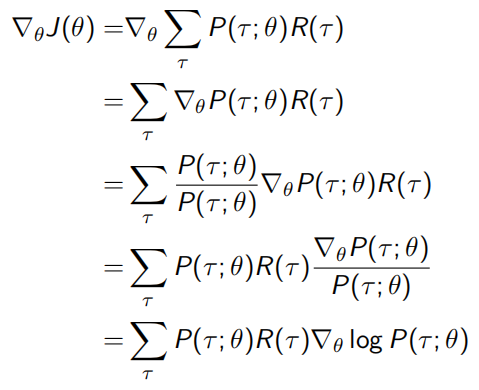 ∇θJ(θ) =∇θ ∑τ P(τ; θ)R(τ)
= ∑τ ∇θP(τ; θ)R(τ)
= ∑τ P(τ; θ)/P(τ; θ) ∇θP(τ; θ)R(τ)
= ∑τ P(τ; θ)R(τ) ∇θP(τ; θ)/P(τ; θ)
= ∑τ P(τ; θ)R(τ)∇θ log P(τ; θ)